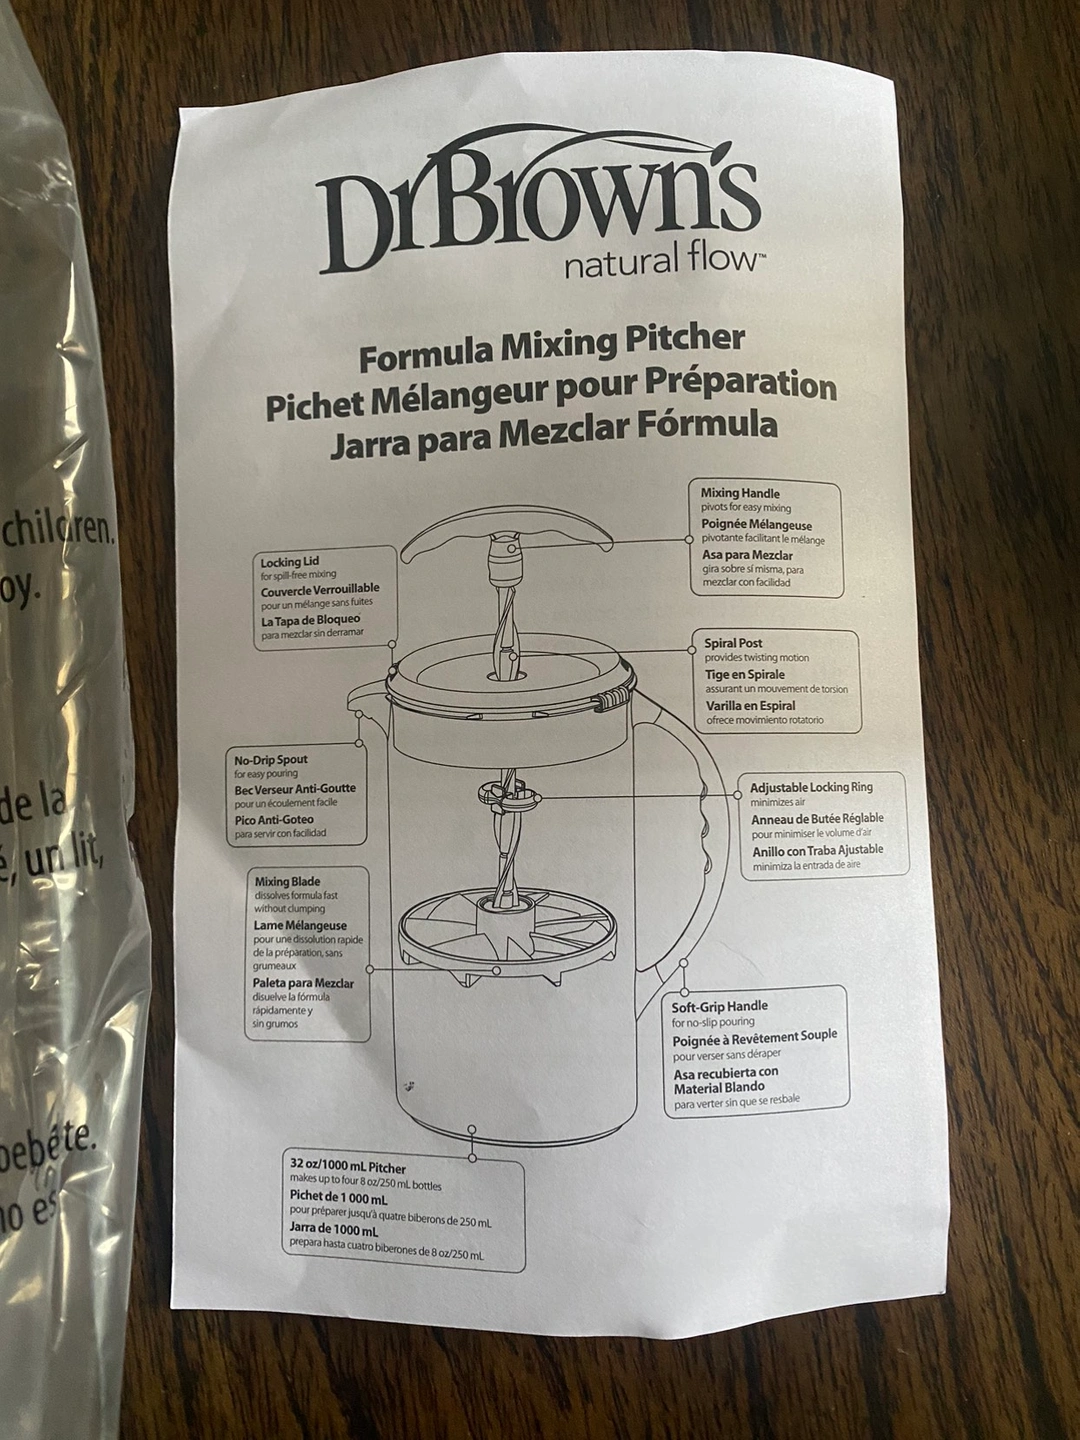 children.
oy.
de la
un lit,
bebête.
no es
DrBrown's
natural flow™
Formula Mixing Pitcher
Pichet Mélangeur pour Préparation
Jarra para Mezclar Fórmula
Mixing Handle
pivots for easy mixing
Poignée Mélangeuse
pivotante facilitant le mélange
Asa para Mezclar
gira sobre sí misma, para
mezclar con facilidad
Locking Lid
for spill-free mixing
Couvercle Verrouillable
pour un mélange sans fuites
La Tapa de Bloqueo
para mezclar sin derramar
Spiral Post
provides twisting motion
Tige en Spirale
assurant un mouvement de torsion
Varilla en Espiral
ofrece movimiento rotatorio
No-Drip Spout
for easy pouring
Bec Verseur Anti-Goutte
pour un écoulement facile
Pico Anti-Goteo
para servir con facilidad
Adjustable Locking Ring
minimizes air
Anneau de Butée Réglable
pour minimiser le volume d'air
Anillo con Traba Ajustable
minimiza la entrada de aire
Mixing Blade
dissolves formula fast
without clumping
Lame Mélangeuse
pour une dissolution rapide
de la préparation, sans
grumeaux
Paleta para Mezclar
disuelve la fórmula
rápidamente y
sin grumos
Soft-Grip Handle
for no-slip pouring
Poignée à Revêtement Souple
pour verser sans déraper
Asa recubierta con
Material Blando
para verter sin que se resbale
32 oz/1000 mL Pitcher
makes up to four 8 oz/250 mL bottles
Pichet de 1 000 mL
pour préparer jusqu'à quatre biberons de 250 mL
Jarra de 1000 mL
prepara hasta cuatro biberones de 8 oz/250 mL